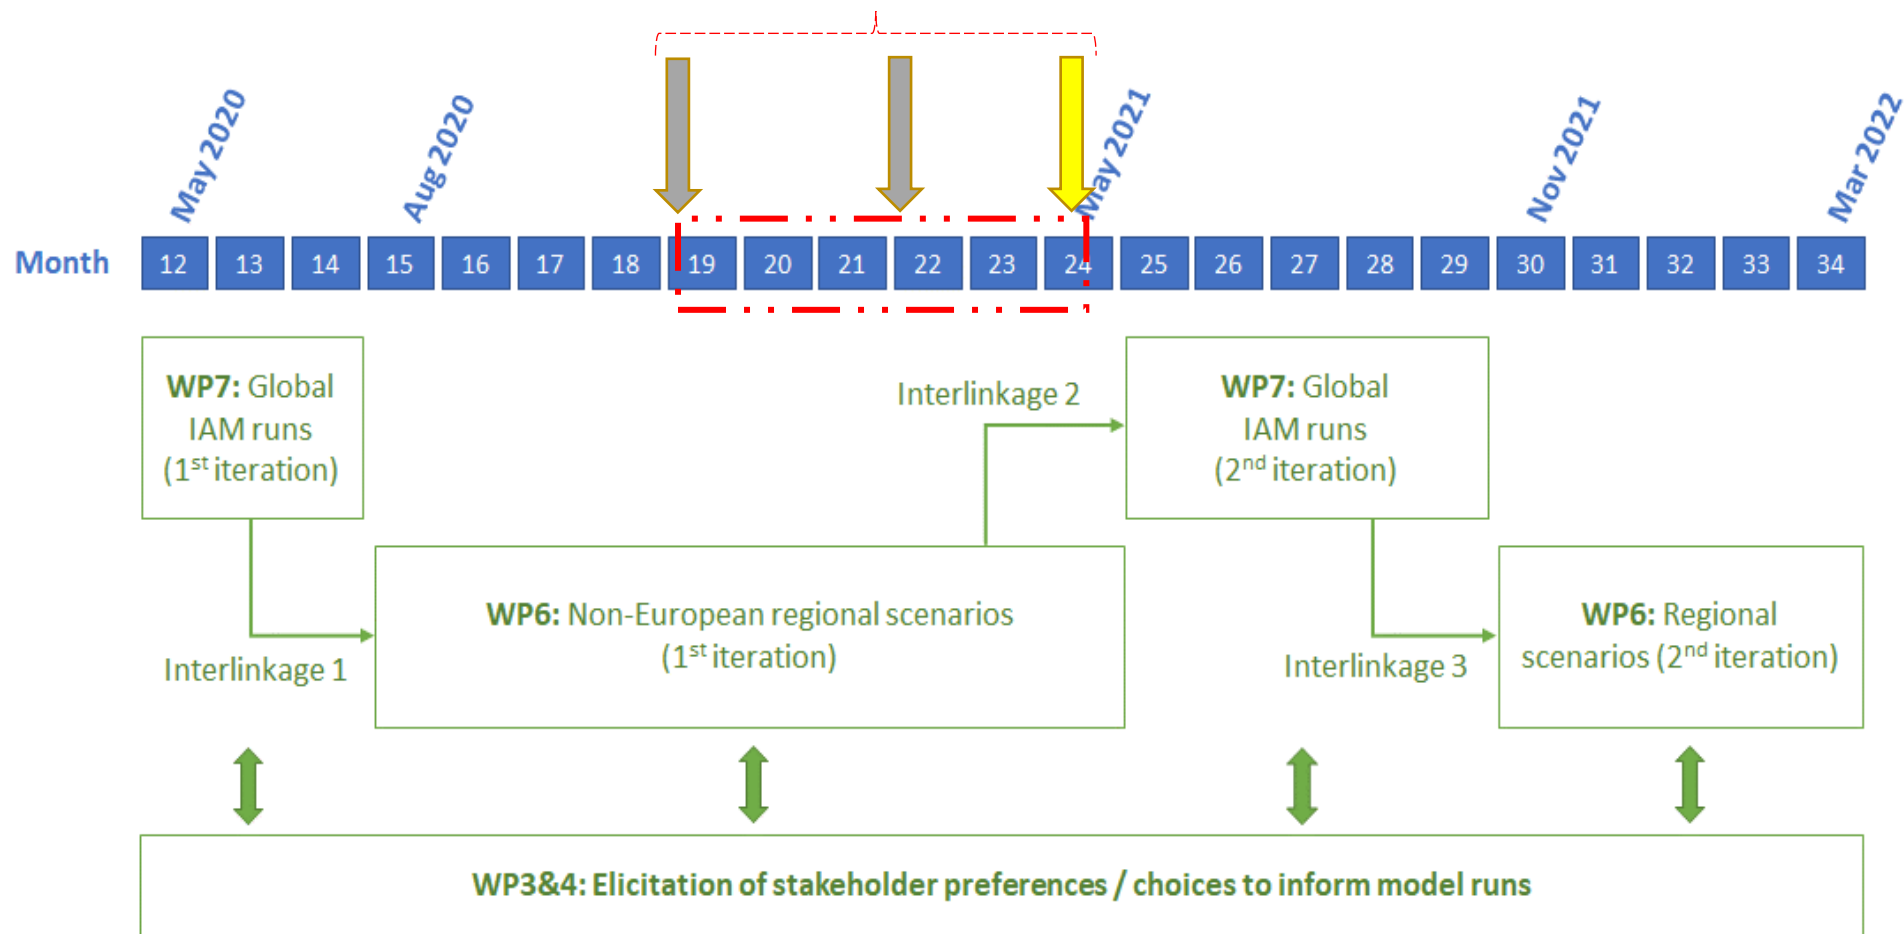 May 2020
Aug 2020
May 2021
Nov 2021
Mar 2022
Month 12 13 14 15 16 17 18 19 20 21 22 23 24 25 26 27 28 29 30 31 32 33 34
WP7: Global
IAM runs
(1st iteration)
Interlinkage 2
WP7: Global
IAM runs
(2nd iteration)
Interlinkage 1
WP6: Non-European regional scenarios
(1st iteration)
Interlinkage 3
WP6: Regional
scenarios (2nd iteration)
WP3&4: Elicitation of stakeholder preferences / choices to inform model runs